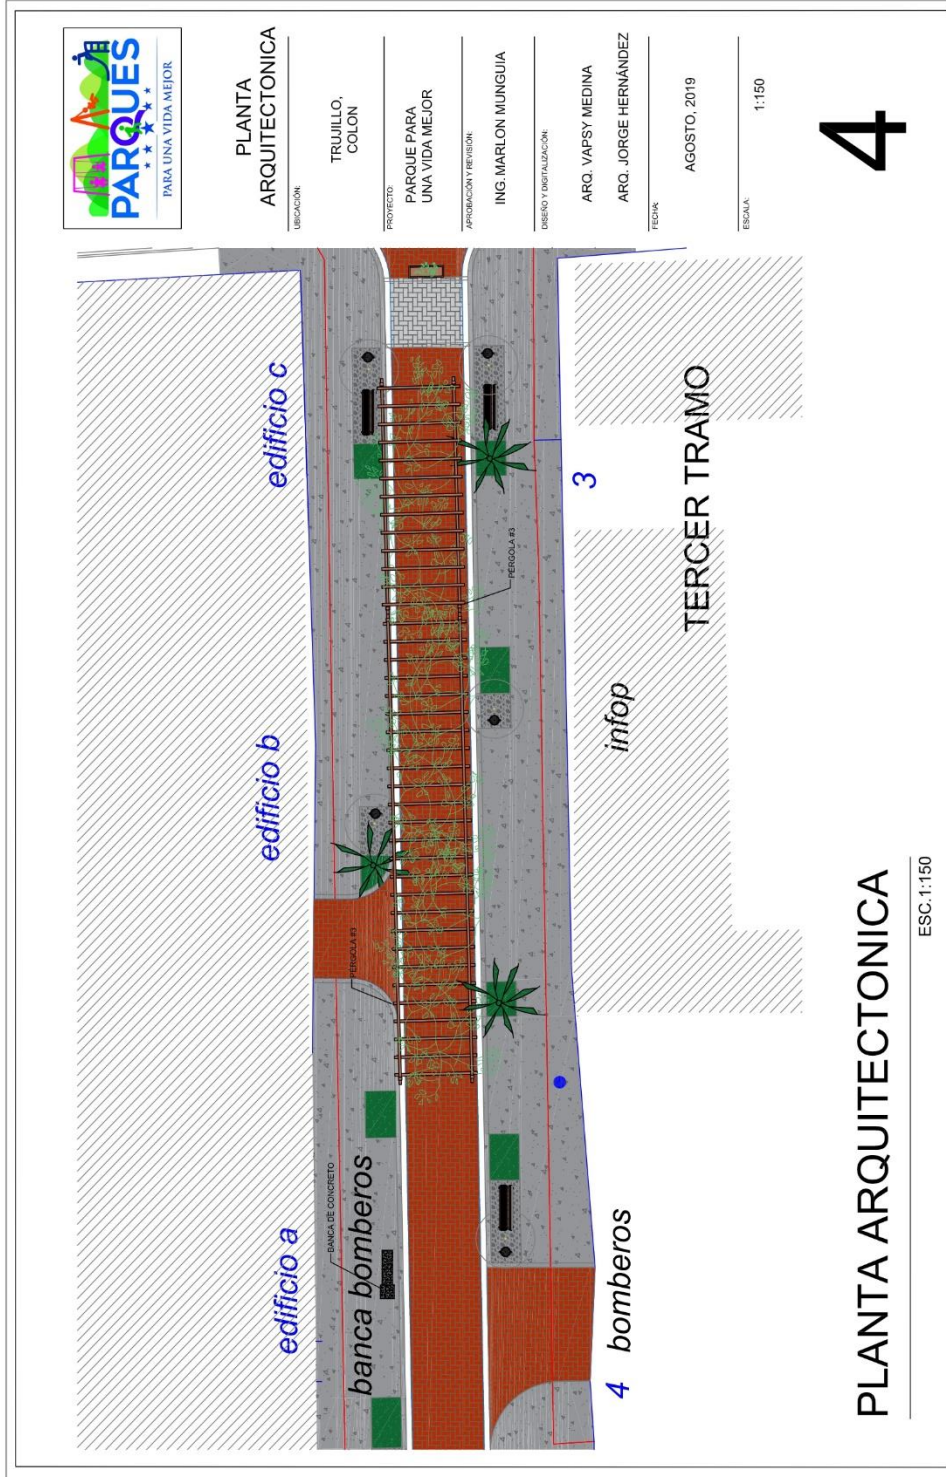 PARQUES
PARA UNA VIDA MEJOR
PLANTA
ARQUITECTONICA
UBICACIÓN:
TRUJILLO,
COLON
PROYECTO:
PARQUE PARA
UNA VIDA MEJOR
APROBACIÓN Y REVISIÓN:
ING. MARLON MUNGUIA
DISEÑO Y DIGITALIZACIÓN:
ARQ. VAPSY MEDINA
ARQ. JORGE HERNÁNDEZ
FECHA:
AGOSTO, 2019
ESCALA:
1:150
4
edificio a
edificio b
edificio c
BANCA DE CONCRETO
banca bomberos
PÉRGOLA #3
PÉRGOLA #3
4
bomberos
infop
3
TERCER TRAMO
PLANTA ARQUITECTONICA
ESC.1:150